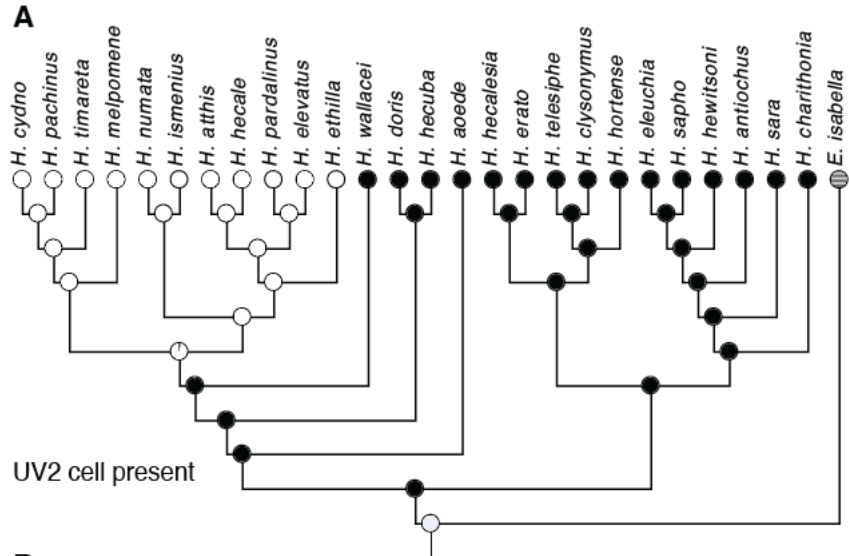 A
H. cydno
H. pachinus
H. timareta
H. melpomene
H. numata
H. ismenius
H. atthis
H. hecale
H. pardalinus
H. elevatus
H. ethilla
H. wallacei
H. doris
H. hecuba
H. aoede
H. hecalesia
H. erato
H. telesiphe
H. clysonymus
H. hortense
H. eleuchia
H. sapho
H. hewitsoni
H. antiochus
H. sara
H. charithonia
E. isabella
UV2 cell present